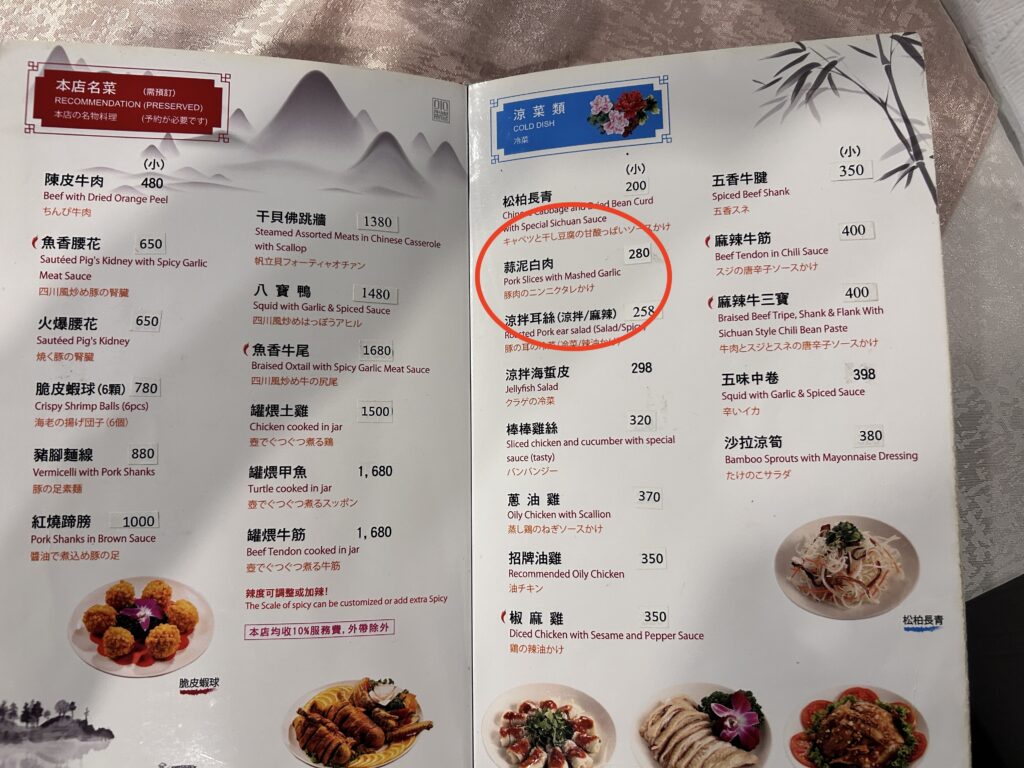 本店名菜 (需預訂)
RECOMMENDATION (PRESERVED)
本店の名物料理 (予約が必要です)
(小)
陳皮牛肉 480
Beef with Dried Orange Peel
ちんぴ牛肉
魚香腰花 650
Sautéed Pig's Kidney with Spicy Garlic
Meat Sauce
四川風炒め豚の腎臓
火爆腰花 650
Sautéed Pig's Kidney
焼く豚の腎臓
脆皮蝦球(6顆) 780
Crispy Shrimp Balls (6pcs)
海老の揚げ団子(6個)
豬腳麵線 880
Vermicelli with Pork Shanks
豚の足素麺
紅燒蹄膀 1000
Pork Shanks in Brown Sauce
醬油で煮込め豚の足
脆皮蝦球
干貝佛跳牆 1380
Steamed Assorted Meats in Chinese Casserole
with Scallop
帆立貝フォーティャオチァン
八寶鴨 1480
Squid with Garlic & Spiced Sauce
四川風炒めはっぽうアヒル
魚香牛尾 1680
Braised Oxtail with Spicy Garlic Meat Sauce
四川風炒め牛の尻尾
罐煨土雞 1500
Chicken cooked in jar
壺でぐつぐつ煮る鶏
罐煨甲魚 1,680
Turtle cooked in jar
壺でぐつぐつ煮るスッポン
罐煨牛筋 1,680
Beef Tendon cooked in jar
壺でぐつぐつ煮る牛筋
辣度可調整或加辣!
The Scale of spicy can be customized or add extra Spicy
本店均收10%服務費,外帶除外
涼菜類
COLD DISH
冷菜
(小)
松柏長青 200
Chinese Cabbage and Dried Bean Curd
with Special Sichuan Sauce
キャベツと干し豆腐の甘酸っぱいソースかけ
蒜泥白肉 280
Pork Slices with Mashed Garlic
豚肉のニンニクタレかけ
涼拌耳絲(涼拌/麻辣) 258
Roasted Pork ear salad (Salad/Spicy)
豚の耳の冷菜(冷菜/辣油かけ)
涼拌海蜇皮 298
Jellyfish Salad
クラゲの冷菜
棒棒雞絲 320
Sliced chicken and cucumber with special
sauce (tasty)
バンバンジー
蔥油雞 370
Oily Chicken with Scallion
蒸し鶏のねぎソースかけ
招牌油雞 350
Recommended Oily Chicken
油チキン
椒麻雞 350
Diced Chicken with Sesame and Pepper Sauce
鶏の辣油かけ
(小)
五香牛腱 350
Spiced Beef Shank
五香スネ
麻辣牛筋 400
Beef Tendon in Chili Sauce
スジの唐辛子ソースかけ
麻辣牛三寶 400
Braised Beef Tripe, Shank & Flank With
Sichuan Style Chili Bean Paste
牛肉とスジとスネの唐辛子ソースかけ
五味中卷 398
Squid with Garlic & Spiced Sauce
辛いイカ
沙拉涼筍 380
Bamboo Sprouts with Mayonnaise Dressing
たけのこサラダ
松柏長青